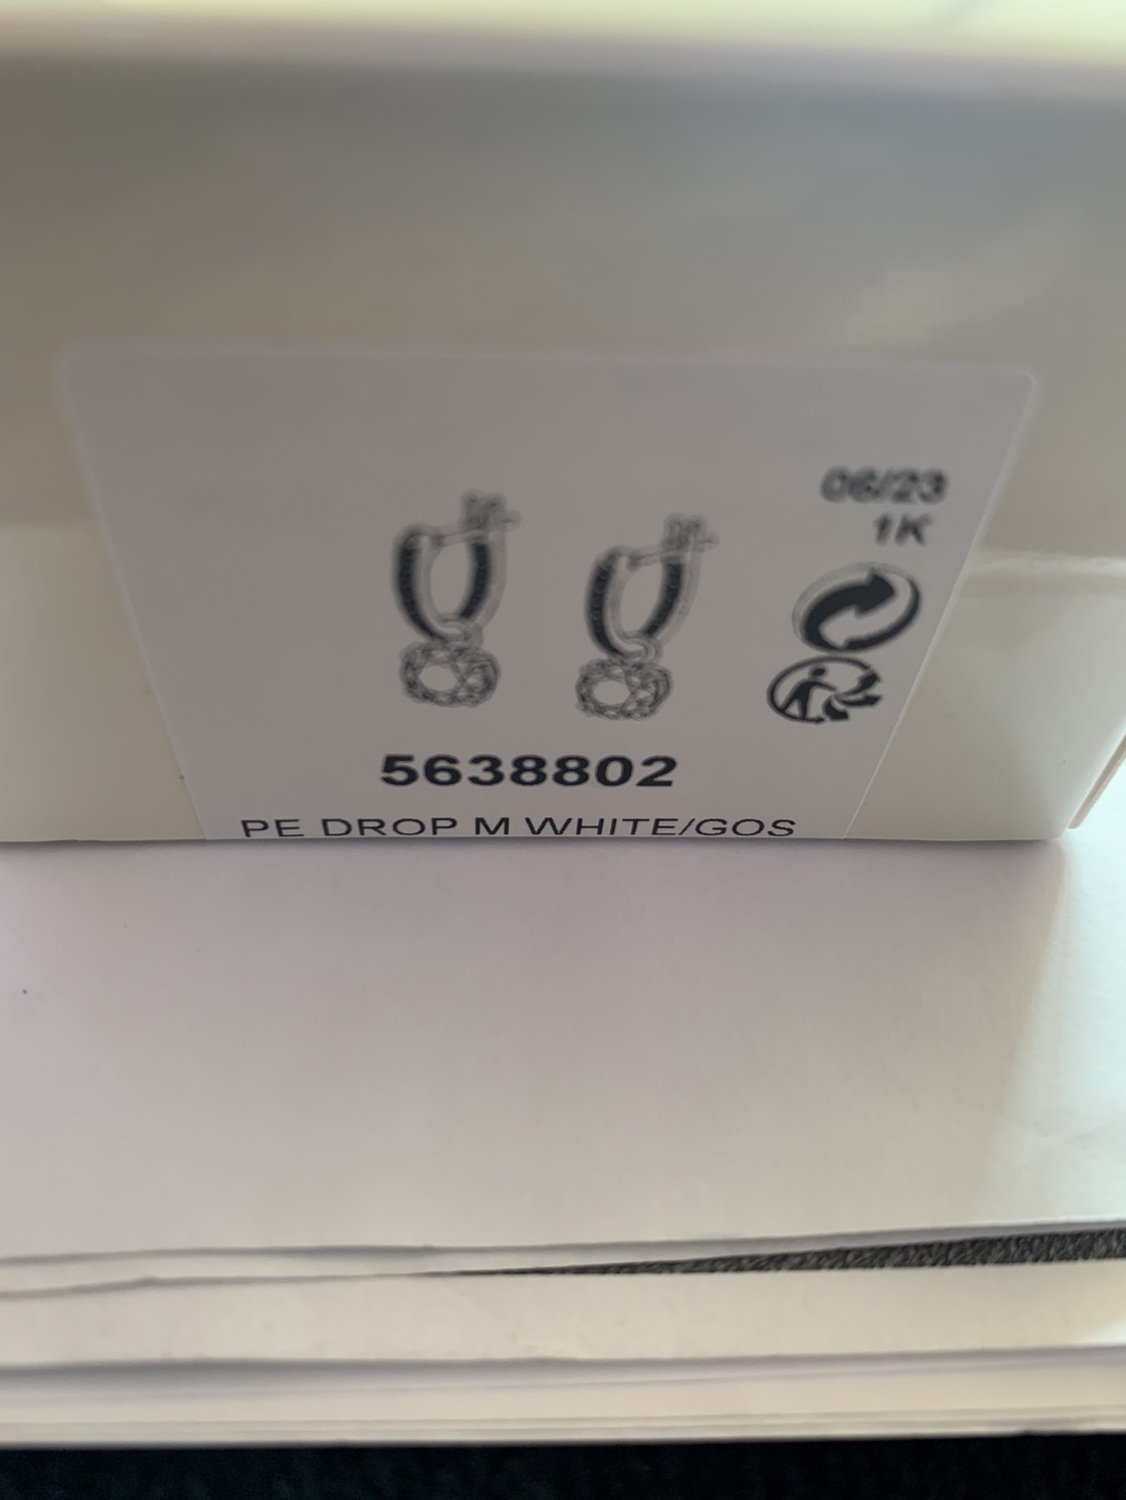 06/23
1K
5638802
PE DROP M WHITE/GOS